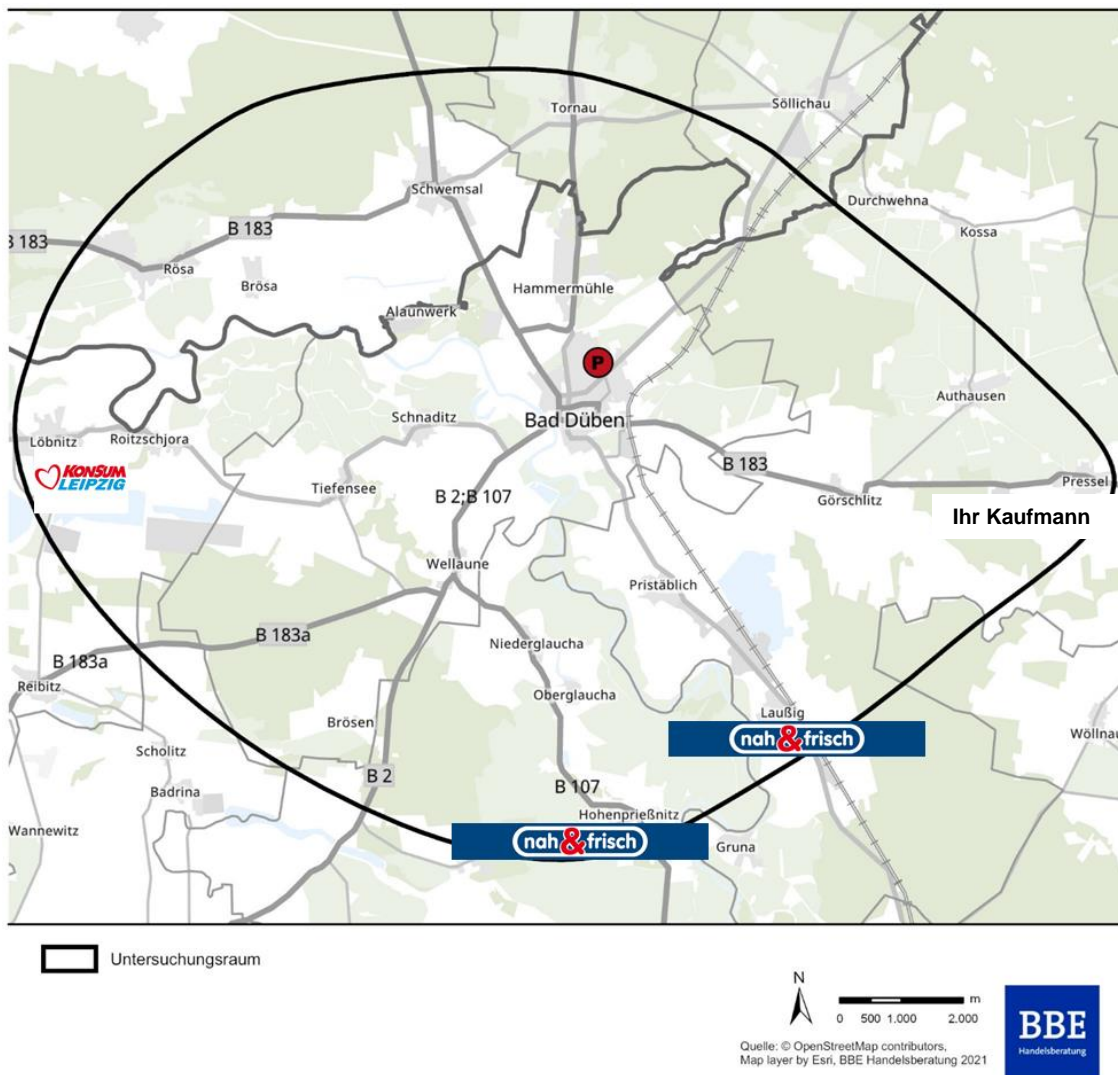 Tornau
Söllichau
Schwemsal
Durchwehna
B 183
B 183
Kossa
Rösa
Brösa
Hammermühle
Alaunwerk
P
Authausen
Schnaditz
Bad Düben
Löbnitz
Roitzschjora
KONSUM
LEIPZIG
B 183
Tiefensee
B 2;B 107
Görschlitz
Pressel
Ihr Kaufmann
Wellaune
Pristäblich
B 183a
Niederglaucha
B 183a
Reibitz
Oberglaucha
Laußig
Brösen
nah&frisch
Wöllnau
Scholitz
B 2
Badrina
B 107
Hohenprießnitz
Wannewitz
nah&frisch
Gruna
Untersuchungsraum
N
m
0 500 1.000 2.000
Quelle: © OpenStreetMap contributors,
Map layer by Esri, BBE Handelsberatung 2021
BBE
Handelsberatung